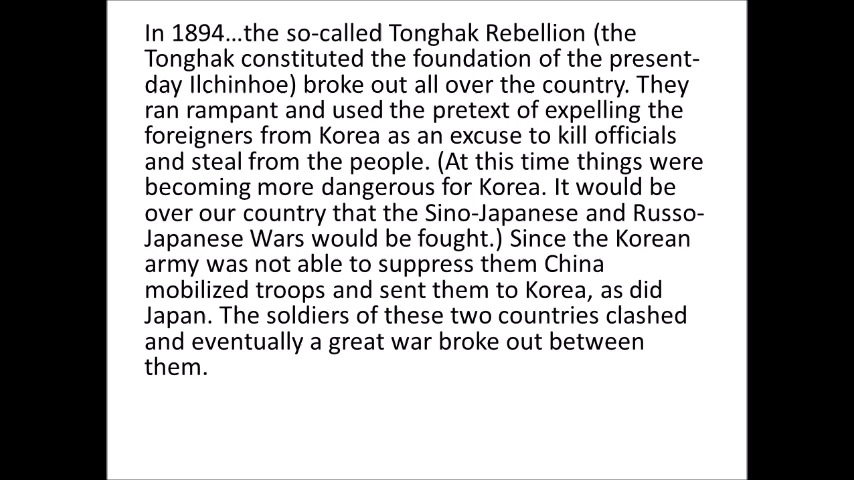 In 1894…the so-called Tonghak Rebellion (the
Tonghak constituted the foundation of the present-
day Ilchinhoe) broke out all over the country. They
ran rampant and used the pretext of expelling the
foreigners from Korea as an excuse to kill officials
and steal from the people. (At this time things were
becoming more dangerous for Korea. It would be
over our country that the Sino-Japanese and Russo-
Japanese Wars would be fought.) Since the Korean
army was not able to suppress them China
mobilized troops and sent them to Korea, as did
Japan. The soldiers of these two countries clashed
and eventually a great war broke out between
them.